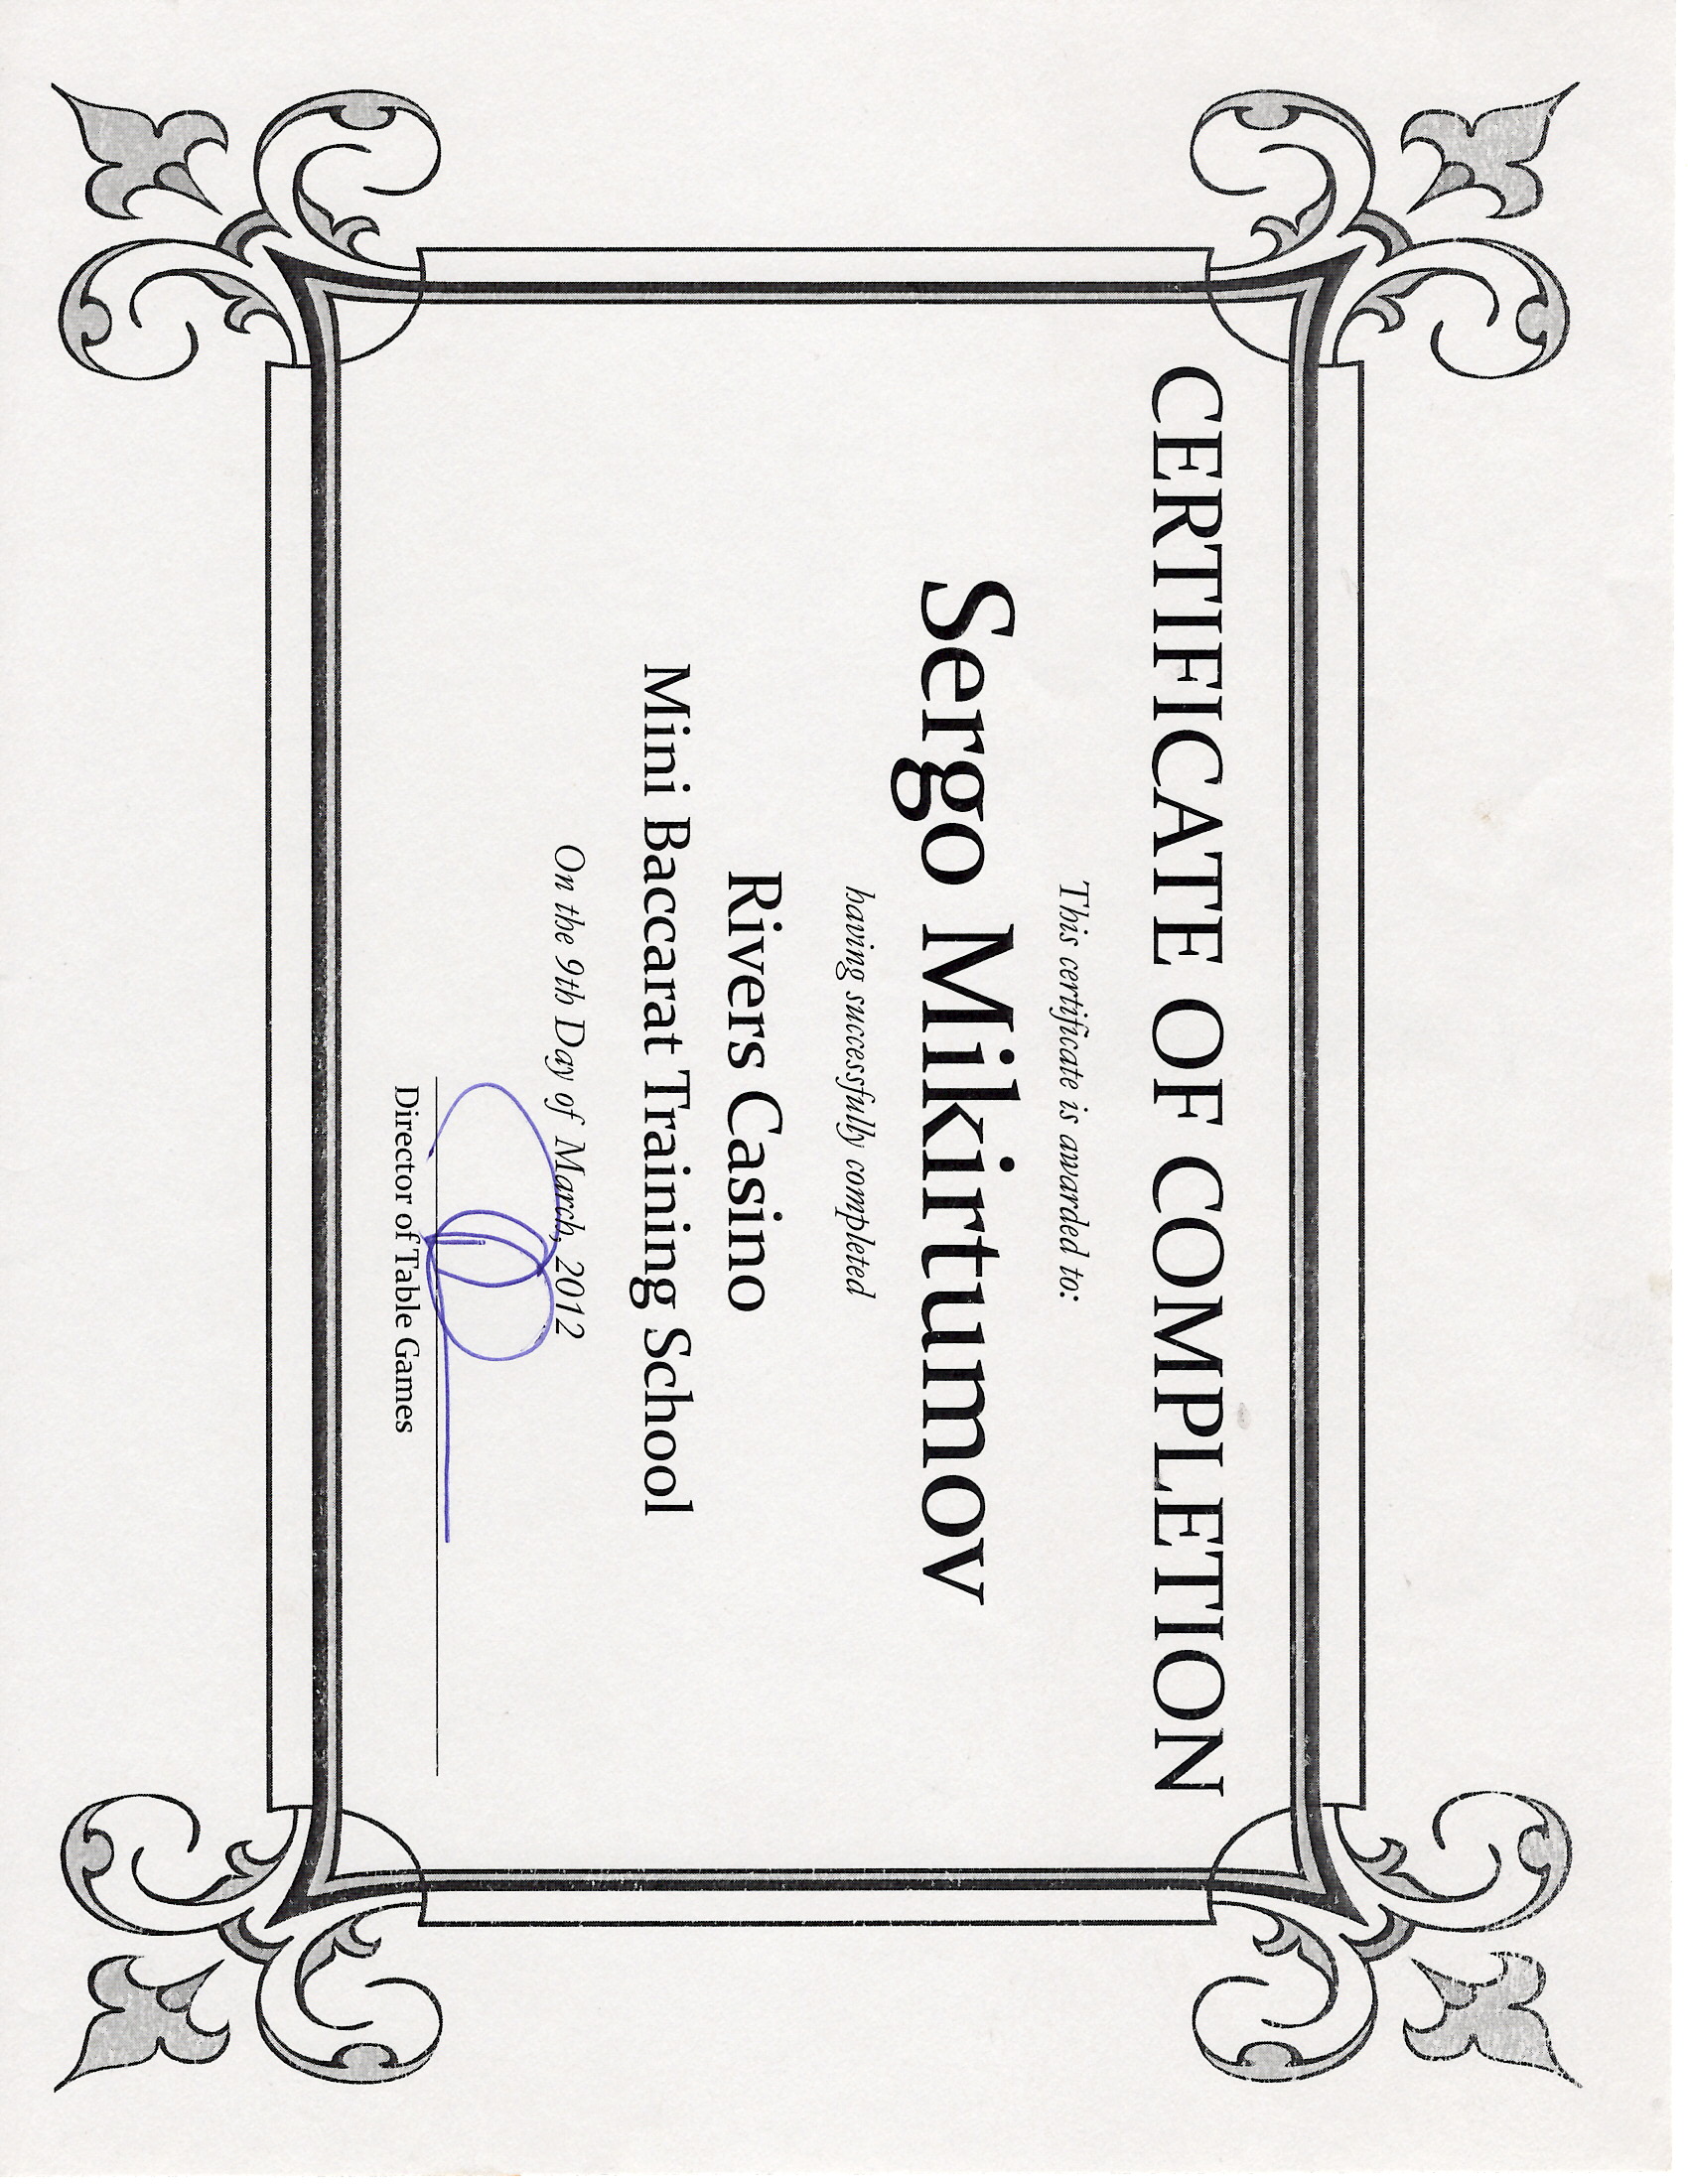 CERTIFICATE OF COMPLETION
This certificate is awarded to:
Sergo Mikirtumov
having successfully completed
Rivers Casino
Mini Baccarat Training School
On the 9th Day of March, 2012
Director of Table Games